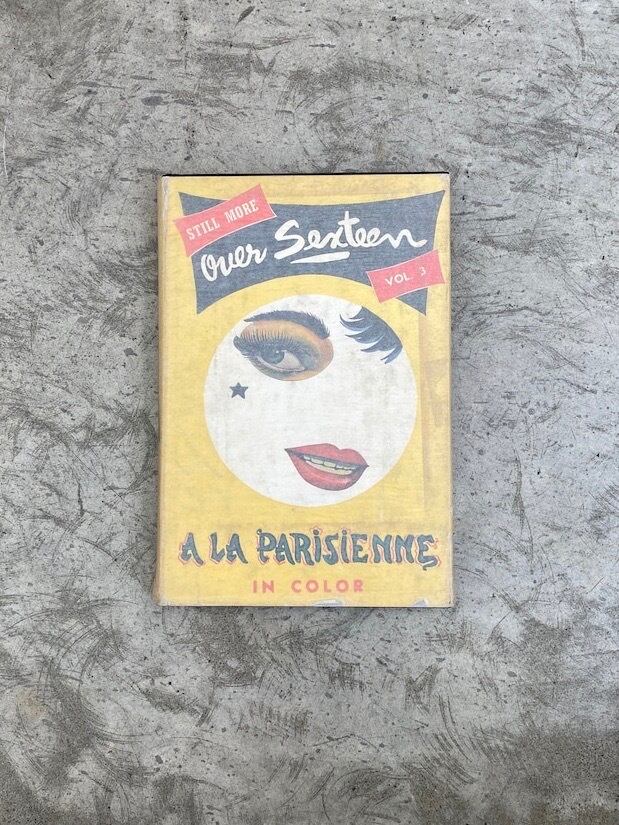 STILL MORE
Over Sexteen
VOL. 3
A LA PARISIENNE
IN COLOR